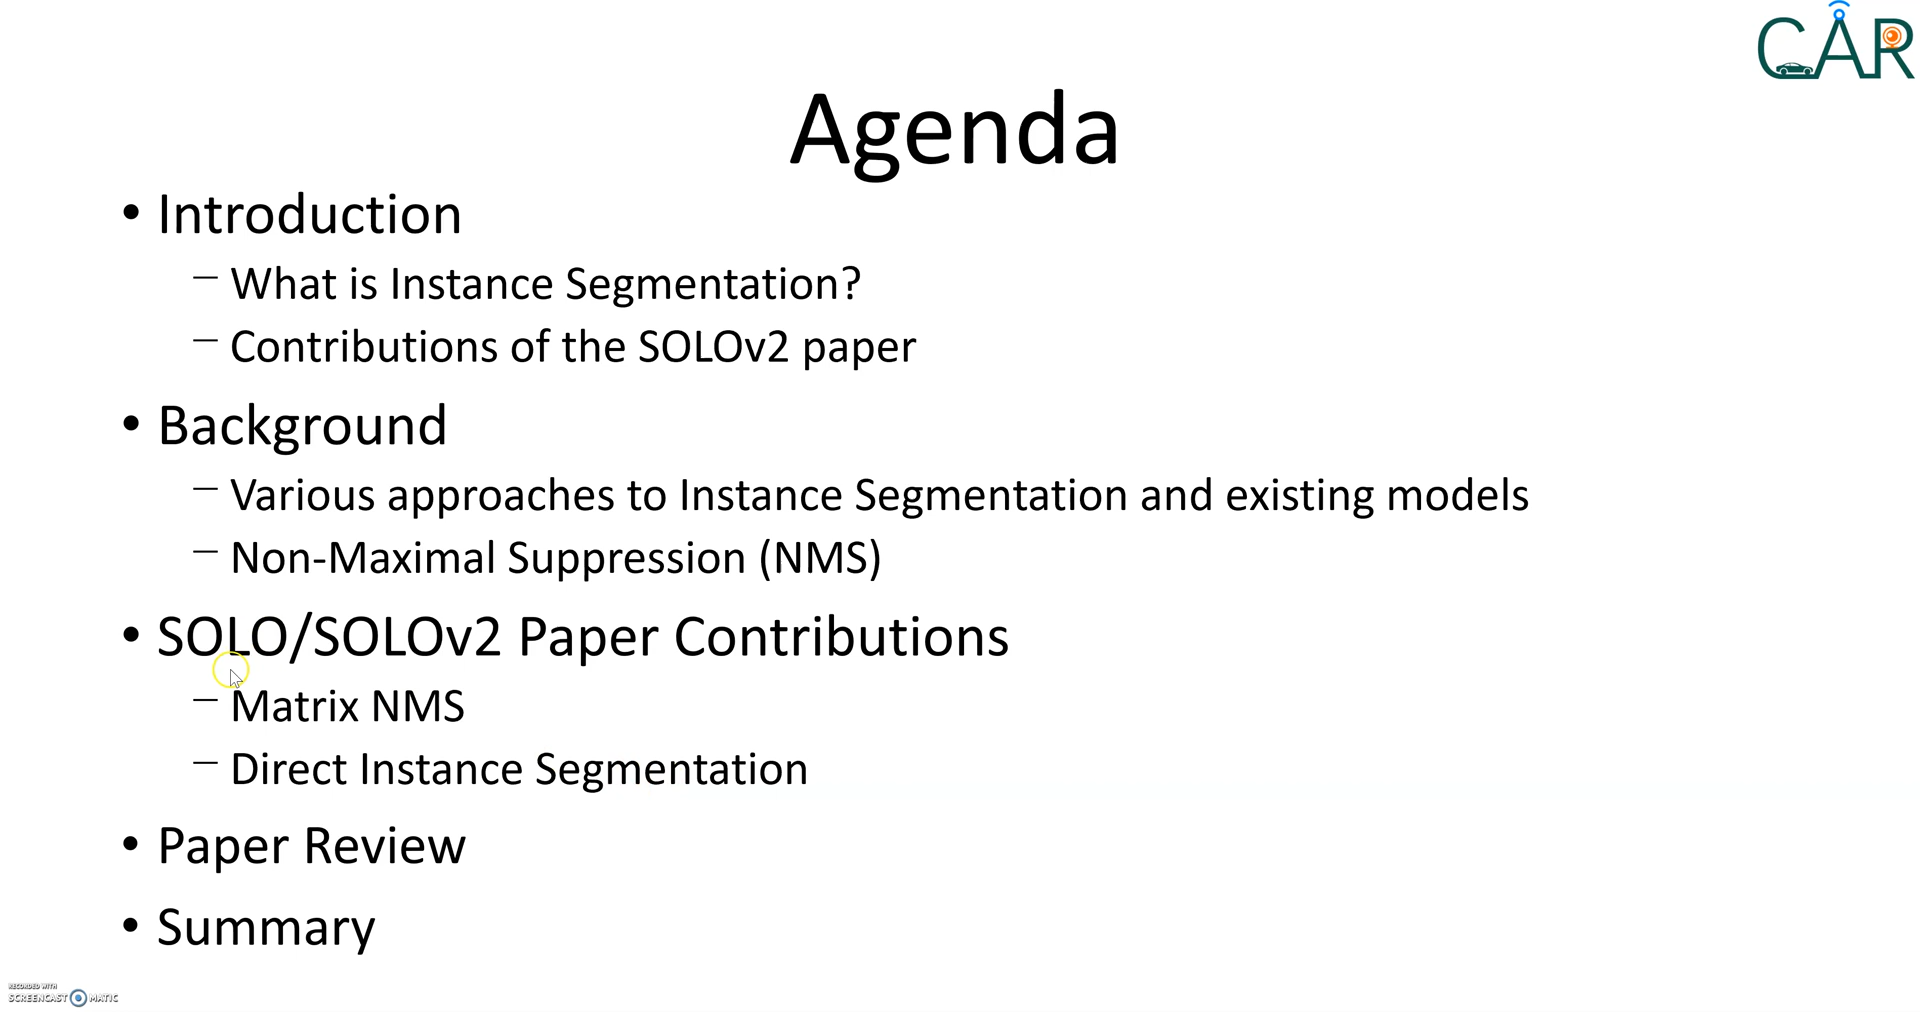 CAR
Agenda
• Introduction
– What is Instance Segmentation?
– Contributions of the SOLOv2 paper
• Background
– Various approaches to Instance Segmentation and existing models
– Non-Maximal Suppression (NMS)
• SOLO/SOLOv2 Paper Contributions
– Matrix NMS
– Direct Instance Segmentation
• Paper Review
• Summary
RECORDED WITH
SCREENCAST MATIC